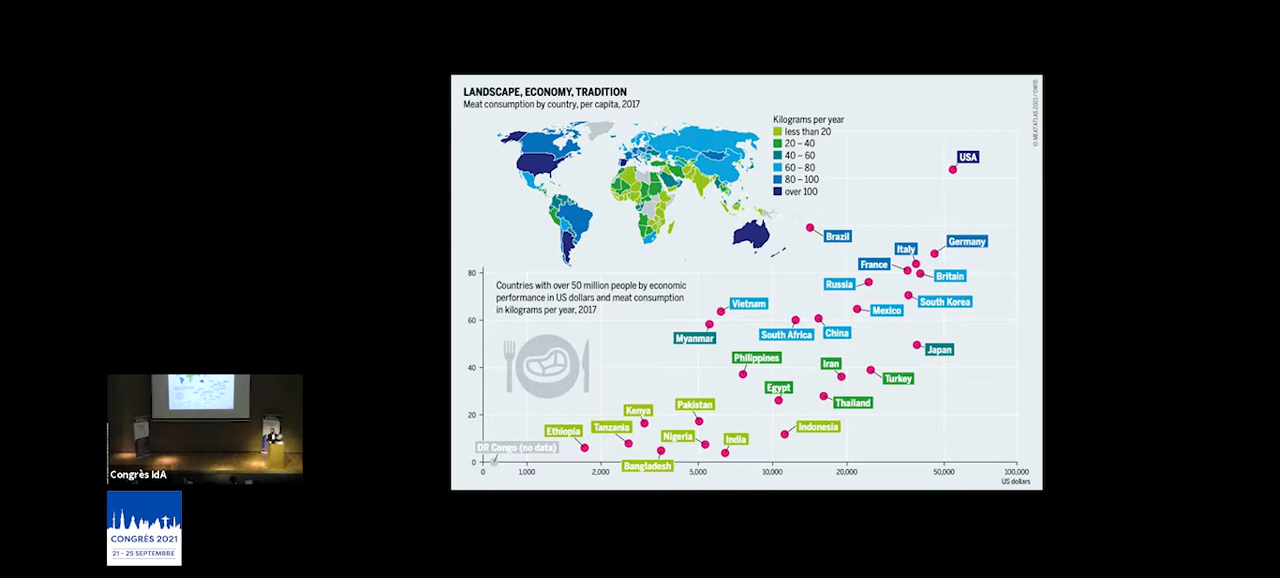 LANDSCAPE, ECONOMY, TRADITION
Meat consumption by country, per capita, 2017
Kilograms per year
less than 20
20 – 40
40 – 60
60 – 80
80 – 100
over 100
© MEAT ATLAS 2021 / OWID
USA
Brazil
Germany
Italy
France
Britain
Russia
South Korea
Mexico
Vietnam
Myanmar
South Africa
China
Japan
Philippines
Iran
Turkey
Egypt
Thailand
Kenya
Pakistan
Ethiopia
Tanzania
Nigeria
India
Indonesia
DR Congo (no data)
Bangladesh
Countries with over 50 million people by economic
performance in US dollars and meat consumption
in kilograms per year, 2017
80
60
40
20
0
0 1,000 2,000 5,000 10,000 20,000 50,000 100,000
US dollars
Congrès IdA
CONGRÈS 2021
21 - 25 SEPTEMBRE